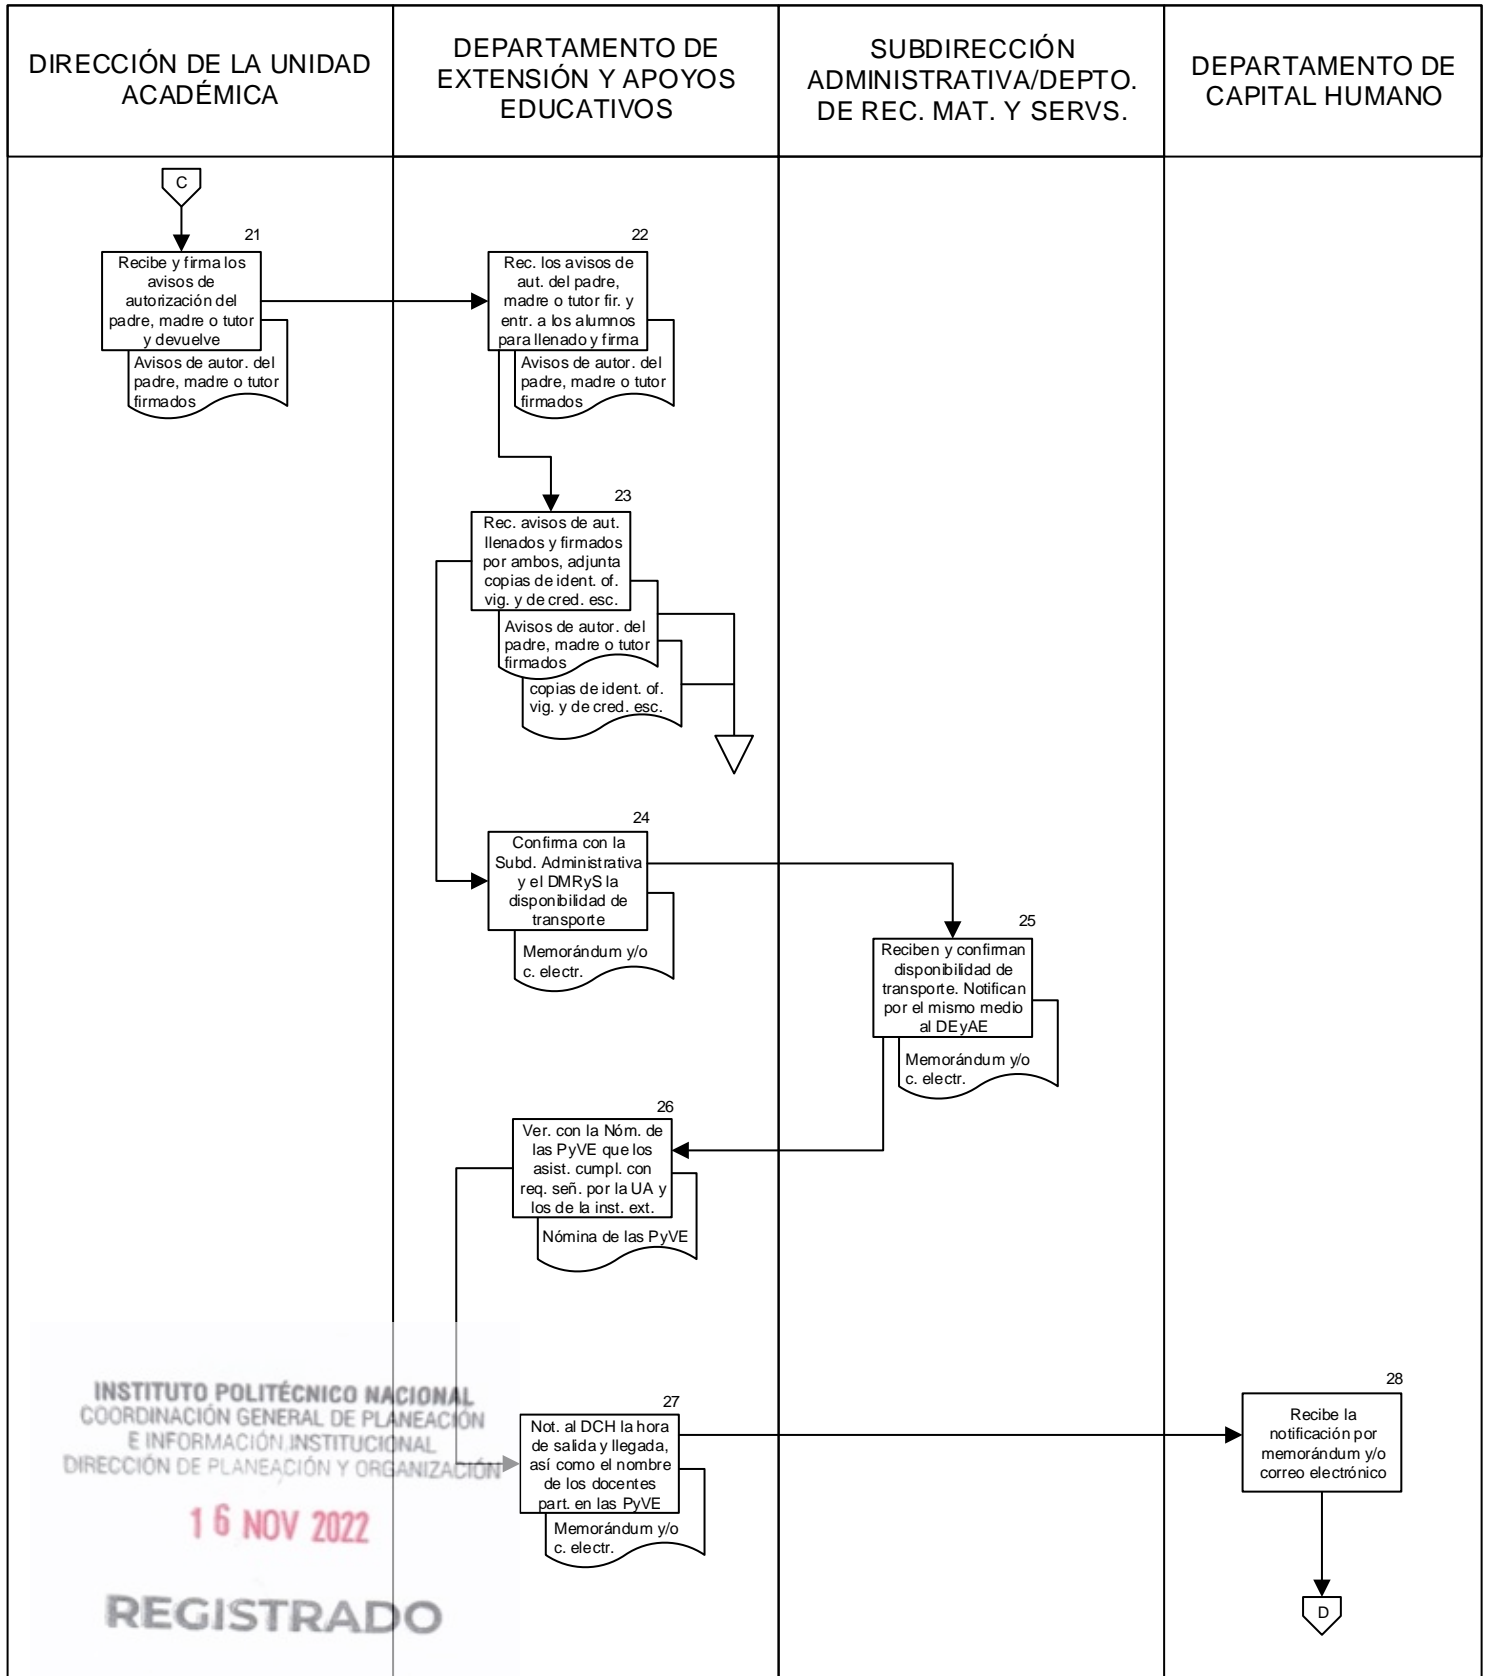 DIRECCIÓN DE LA UNIDAD
ACADÉMICA
DEPARTAMENTO DE
EXTENSIÓN Y APOYOS
EDUCATIVOS
SUBDIRECCIÓN
ADMINISTRATIVA/DEPTO.
DE REC. MAT. Y SERVS.
DEPARTAMENTO DE
CAPITAL HUMANO
C
21
Recibe y firma los
avisos de
autorización del
padre, madre o tutor
y devuelve
Avisos de autor. del
padre, madre o tutor
firmados
22
Rec. los avisos de
aut. del padre,
madre o tutor fir. y
entr. a los alumnos
para llenado y firma
Avisos de autor. del
padre, madre o tutor
firmados
23
Rec. avisos de aut.
llenados y firmados
por ambos, adjunta
copias de ident. of.
vig. y de cred. esc.
Avisos de autor. del
padre, madre o tutor
firmados
copias de ident. of.
vig. y de cred. esc.
24
Confirma con la
Subd. Administrativa
y el DMRyS la
disponibilidad de
transporte
Memorándum y/o
c. electr.
25
Reciben y confirman
disponibilidad de
transporte. Notifican
por el mismo medio
al DEyAE
Memorándum y/o
c. electr.
26
Ver. con la Nóm. de
las PyVE que los
asist. cumpl. con
req. señ. por la UA y
los de la inst. ext.
Nómina de las PyVE
27
Not. al DCH la hora
de salida y llegada,
así como el nombre
de los docentes
part. en las PyVE
Memorándum y/o
c. electr.
28
Recibe la
notificación por
memorándum y/o
correo electrónico
D
INSTITUTO POLITÉCNICO NACIONAL
COORDINACIÓN GENERAL DE PLANEACIÓN
E INFORMACIÓN INSTITUCIONAL
DIRECCIÓN DE PLANEACIÓN Y ORGANIZACIÓN
16 NOV 2022
REGISTRADO